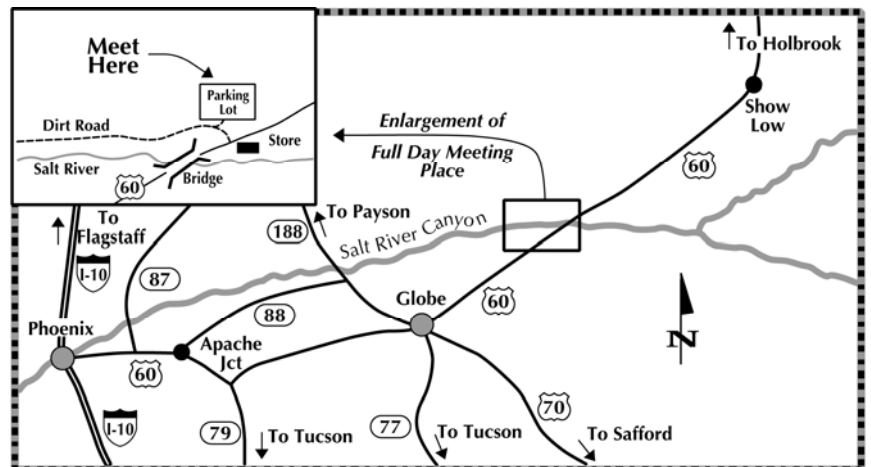 Meet
Here
Parking
Lot
Dirt Road
Store
Salt River
60
Bridge
Enlargement of
Full Day Meeting
Place
To Holbrook
Show
Low
60
To
Flagstaff
I-10
87
188
To Payson
Salt River Canyon
88
Globe
60
N
Phoenix
60
Apache
Jct
I-10
79
To Tucson
77
To Tucson
70
To Safford